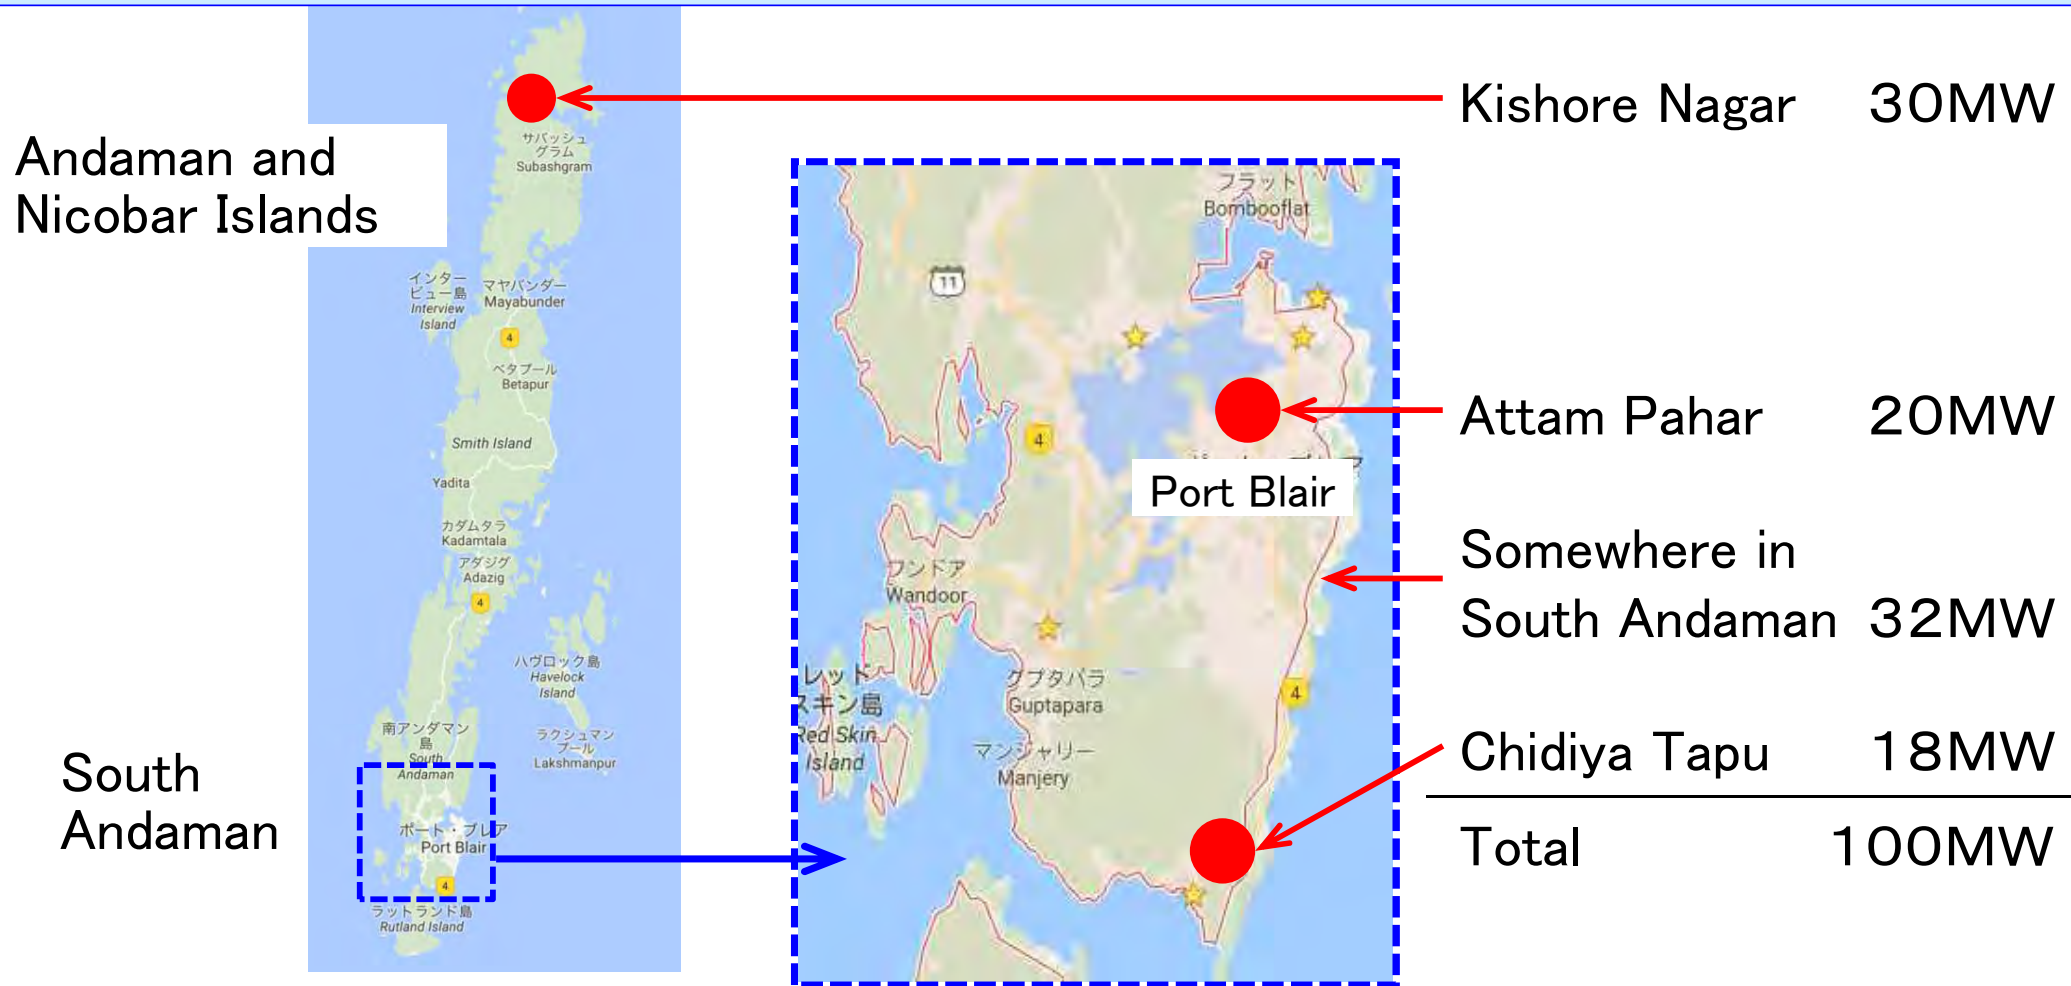 Andaman and
Nicobar Islands
South
Andaman
サバッシュ
グラム
Subashgram
インター
ビュー島
Interview
Island
マヤバンダー
Mayabunder
4
ベタプール
Betapur
Smith Island
Yadita
カダムタラ
Kadamtala
アダジグ
Adazig
4
ハヴロック島
Havelock
Island
南アンダマン
島
South
Andaman
ラクシュマン
プール
Lakshmanpur
ポート・ブレア
Port Blair
4
ラットランド島
Rutland Island
フラット
Bombooflat
11
4
Port Blair
ワンドア
Wandoor
レッド
スキン島
Red Skin
Island
グプタパラ
Guptapara
4
マンジャリー
Manjery
Kishore Nagar 30MW
Attam Pahar 20MW
Somewhere in
South Andaman 32MW
Chidiya Tapu 18MW
Total 100MW